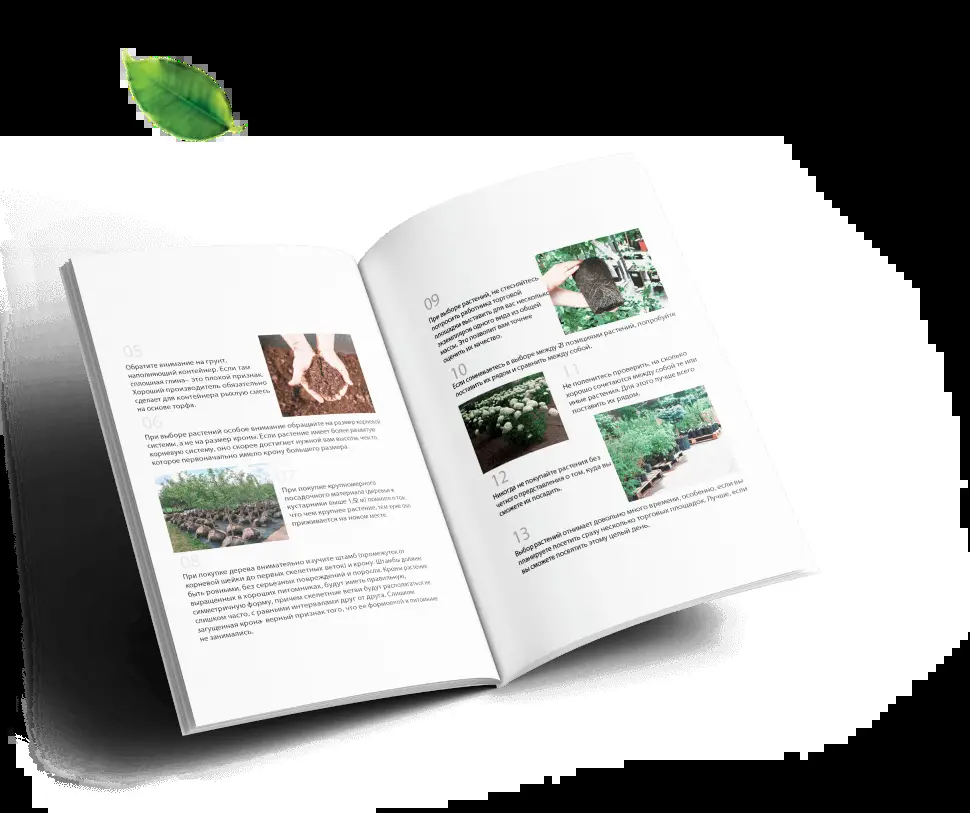 05
Обратите внимание на грунт,
наполняющий контейнер. Если там
сплошная глина– это плохой признак.
Хороший производитель обязательно
сделает для контейнера рыхлую смесь
на основе торфа.
06
При выборе растений особое внимание обращайте на размер корневой
системы, а не на размер кроны. Если растение имеет более развитую
корневую систему, оно скорее достигнет нужной вам высоты, чем то,
которое первоначально имело крону большего размера.
07
При покупке крупномерного
посадочного материала (деревья и
кустарники выше 1,5 м) помните о том,
что чем крупнее растение, тем хуже оно
приживается на новом месте.
08
При покупке дерева внимательно изучите штамб (промежуток от
корневой шейки до первых скелетных веток) и крону. Штамбы должны
быть ровными, без серьезных повреждений и поросли. Кроны растений
выращенных в хороших питомниках, будут иметь правильную,
симметричную форму, причем скелетные ветви будут располагаться не
слишком часто, с равными интервалами друг от друга. Слишком
загущенная крона- верный признак того, что ее формовкой в питомнике
не занимались.
09
При выборе растений, не стесняйтесь
попросить работника торговой
площадки выставить для вас несколько
экземпляров одного вида из общей
массы. Это позволит вам точнее
оценить их качество.
10
Если сомневаетесь в выборе между позициями растений, попробуйте
поставить их рядом и сравнить между собой.
11
Не поленитесь проверить, на сколько
хорошо сочетаются между собой те или
иные растения. Для этого лучше всего
поставить их рядом.
12
Никогда не покупайте растения без
четкого представления о том, куда вы
сможете их посадить.
13
Выбор растений отнимает довольно много времени, особенно, если вы
планируете посетить сразу несколько торговых площадок. Лучше, если
вы сможете посвятить этому целый день.